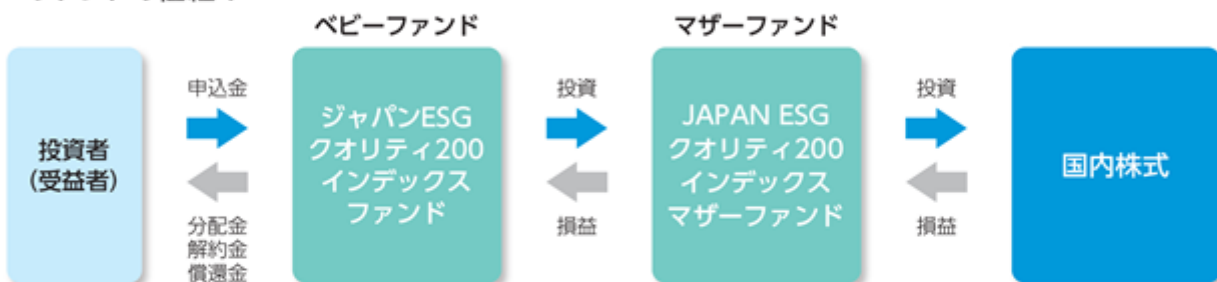 ベビーファンド
マザーファンド
投資者
(受益者)
申込金
分配金
解約金
償還金
ジャパンESG
クオリティ200
インデックス
ファンド
投資
損益
JAPAN ESG
クオリティ200
インデックス
マザーファンド
投資
損益
国内株式